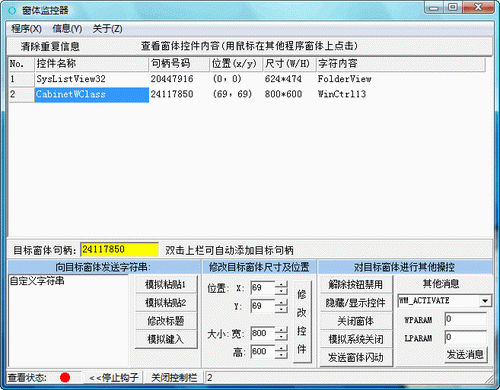 窗体监控器
程序(X) 信息(Y) 关于(Z)
清除重复信息 查看窗体控件内容(用鼠标在其他程序窗体上点击)
No. 控件名称 句柄号码 位置(x/y) 尺寸(W/H) 字符内容
1 SysListView32 20447916 (0, 0) 624*474 FolderView
2 CabinetWClass 24117850 (69, 69) 800*600 WinCtrl13
目标窗体句柄: 24117850 双击上栏可自动添加目标句柄
向目标窗体发送字符串: 修改目标窗体尺寸及位置 对目标窗体进行其他操控
自定义字符串 模拟粘贴1 位置: X: 69 解除按钮禁用 其他消息
模拟粘贴2 Y: 69 隐藏/显示控件 WM_ACTIVATE
修改标题 大小: 宽: 800 关闭窗体 WPARAM 0
模拟键入 高: 600 模拟系统关闭 LPARAM 0
修改控件 发送窗体闪动 发送消息
查看状态: <<停止钩子 关闭控制栏 2